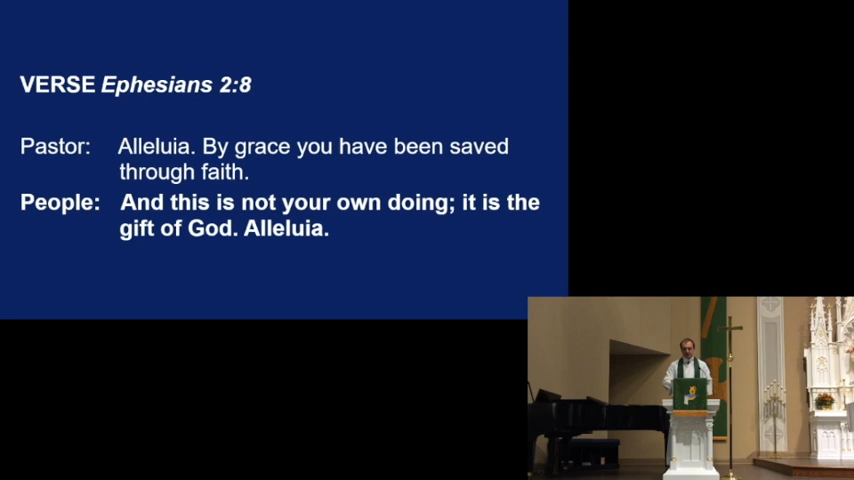 VERSE Ephesians 2:8
Pastor: Alleluia. By grace you have been saved
through faith.
People: And this is not your own doing; it is the
gift of God. Alleluia.